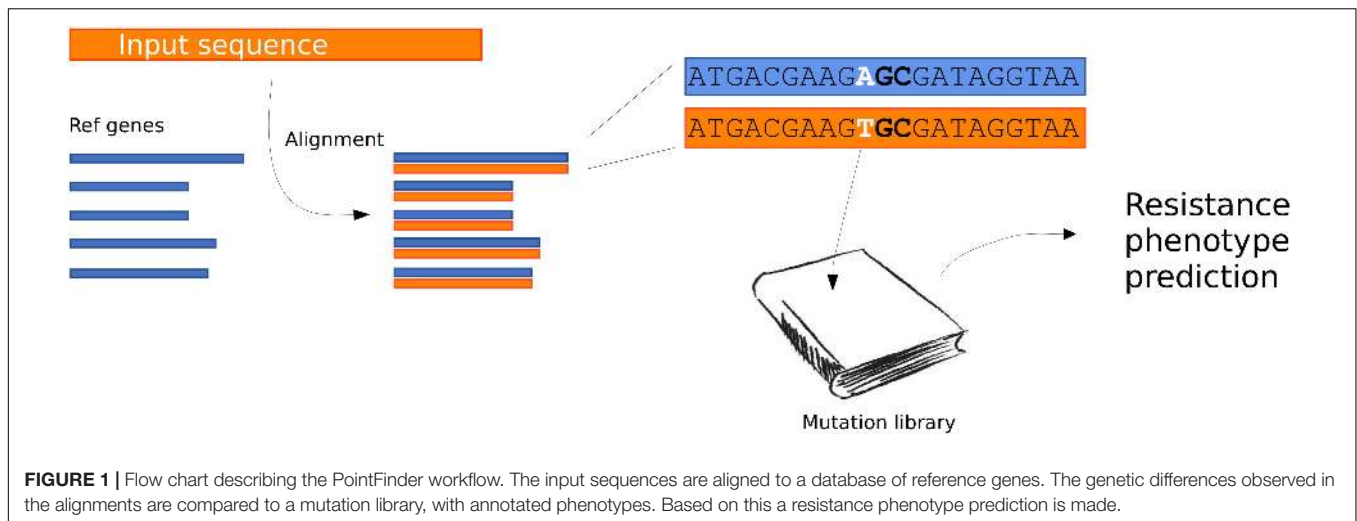 Input sequence
Ref genes
Alignment
ATGACGAAGAGCGATAGGTAA
ATGACGAAGTGCGATAGGTAA
Resistance
phenotype
prediction
Mutation library
FIGURE 1 | Flow chart describing the PointFinder workflow. The input sequences are aligned to a database of reference genes. The genetic differences observed in
the alignments are compared to a mutation library, with annotated phenotypes. Based on this a resistance phenotype prediction is made.